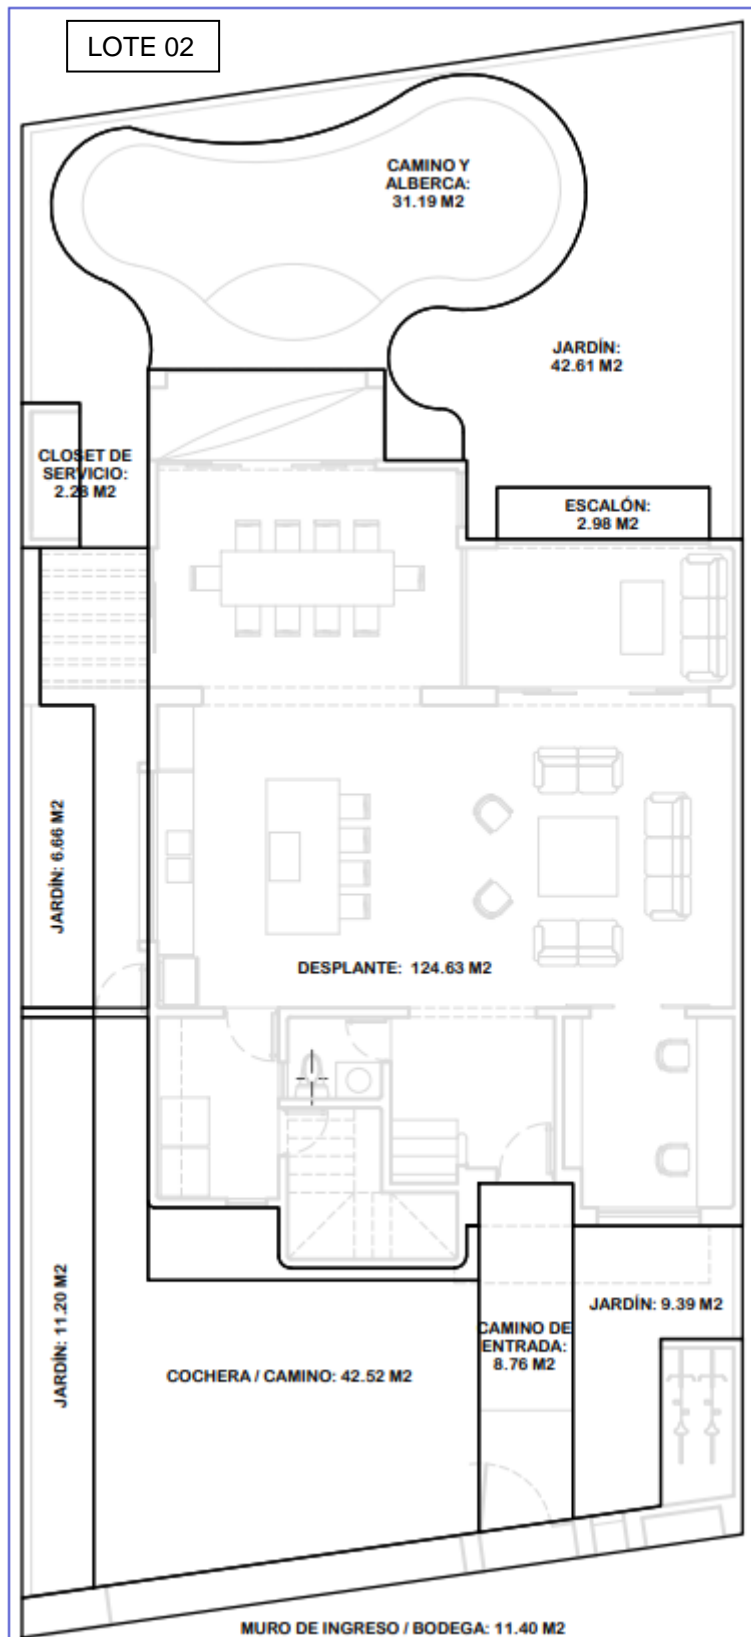 LOTE 02
CAMINO Y
ALBERCA:
31.19 M2
JARDÍN:
42.61 M2
CLOSET DE
SERVICIO:
2.28 M2
ESCALÓN:
2.98 M2
JARDÍN: 6.66 M2
DESPLANTE: 124.63 M2
JARDÍN: 11.20 M2
JARDÍN: 9.39 M2
CAMINO DE
ENTRADA:
8.76 M2
COCHERA / CAMINO: 42.52 M2
MURO DE INGRESO / BODEGA: 11.40 M2